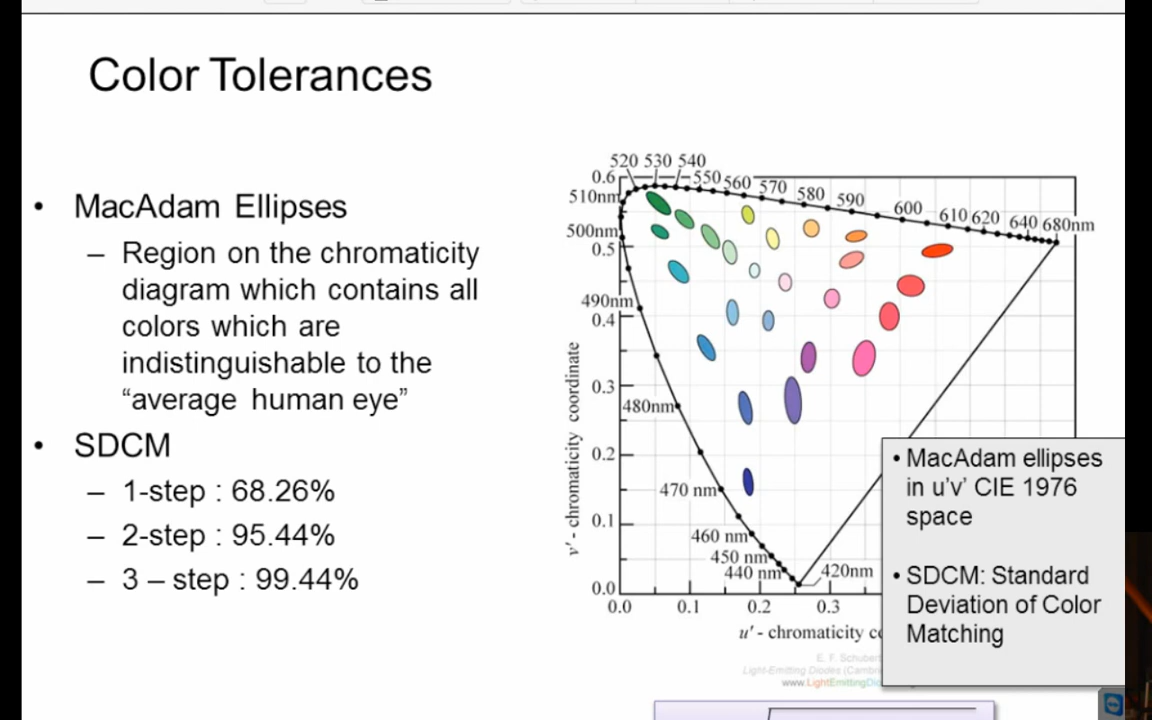 Color Tolerances
• MacAdam Ellipses
– Region on the chromaticity
diagram which contains all
colors which are
indistinguishable to the
“average human eye”
• SDCM
– 1-step : 68.26%
– 2-step : 95.44%
– 3 – step : 99.44%
520 530 540
550 560 570 580 590 600 610 620 640 680nm
510nm
500nm
490nm
480nm
470 nm
460 nm
450 nm
440 nm
420nm
0.6
0.5
0.4
0.3
0.2
0.1
0.0
v' - chromaticity coordinate
0.0 0.1 0.2 0.3
u' - chromaticity
E. F. Schubert
Light-Emitting Diodes
www.LightEmitting
• MacAdam ellipses
in u’v’ CIE 1976
space
• SDCM: Standard
Deviation of Color
Matching